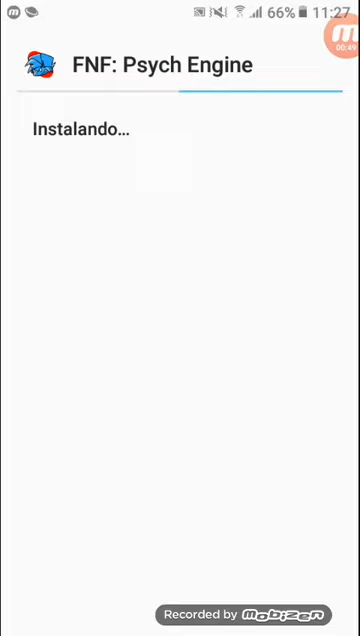 66% 11:27
00:49
FNF: Psych Engine
Instalando...
Recorded by mobizen